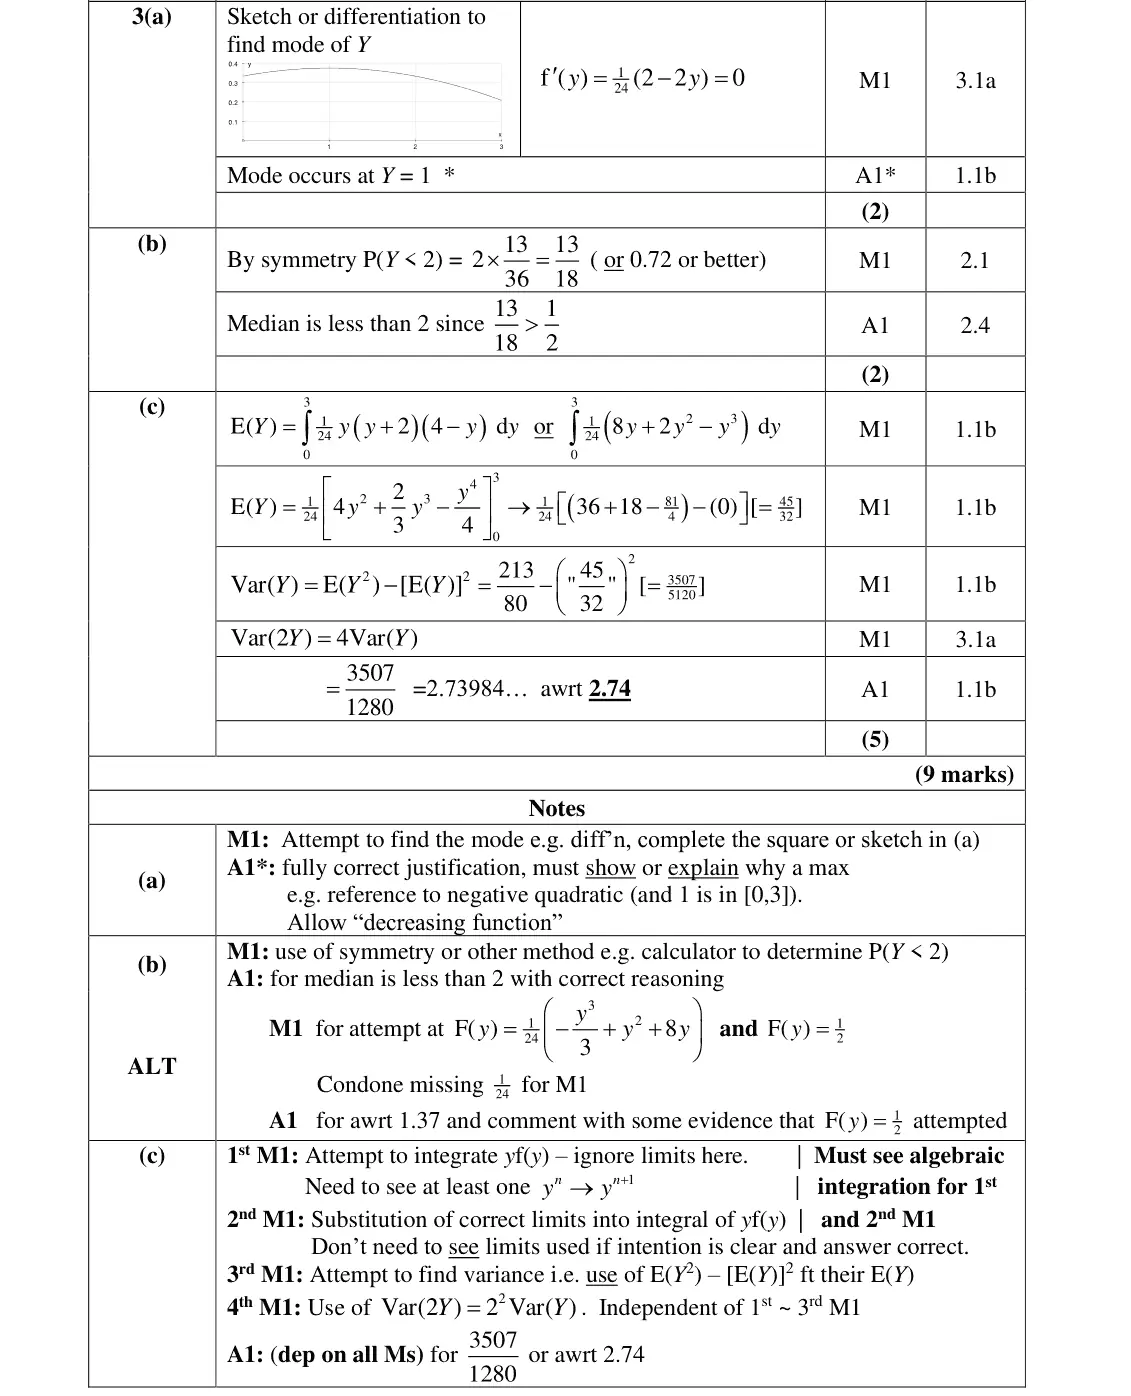 3(a)
Sketch or differentiation to
find mode of Y
0.4 y
0.3
0.2
0.1
x
1 2 3
f′(y) = 1/24 (2 − 2y) = 0
M1
3.1a
Mode occurs at Y = 1 *
A1*
1.1b
(2)
(b)
By symmetry P(Y < 2) = 2 × 13/36 = 13/18 ( or 0.72 or better)
M1
2.1
Median is less than 2 since 13/18 > 1/2
A1
2.4
(2)
(c)
E(Y) = ∫₀³ 1/24 y(y + 2)(4 − y) dy or ∫₀³ 1/24 (8y + 2y² − y³) dy
M1
1.1b
E(Y) = 1/24 [4y² + 2/3 y³ − y⁴/4]₀³ → 1/24 [(36 + 18 − 81/4) − (0)] [= 45/32]
M1
1.1b
Var(Y) = E(Y²) − [E(Y)]² = 213/80 − ("45/32")² [= 3507/5120]
M1
1.1b
Var(2Y) = 4Var(Y)
M1
3.1a
= 3507/1280 =2.73984… awrt 2.74
A1
1.1b
(5)
(9 marks)
Notes
(a)
M1: Attempt to find the mode e.g. diff’n, complete the square or sketch in (a)
A1*: fully correct justification, must show or explain why a max
e.g. reference to negative quadratic (and 1 is in [0,3]).
Allow “decreasing function”
(b)
M1: use of symmetry or other method e.g. calculator to determine P(Y < 2)
A1: for median is less than 2 with correct reasoning
ALT
M1 for attempt at F(y) = 1/24 (− y³/3 + y² + 8y) and F(y) = 1/2
Condone missing 1/24 for M1
A1 for awrt 1.37 and comment with some evidence that F(y) = 1/2 attempted
(c)
1st M1: Attempt to integrate yf(y) – ignore limits here. | Must see algebraic
Need to see at least one yⁿ → yⁿ⁺¹ | integration for 1st
2nd M1: Substitution of correct limits into integral of yf(y) | and 2nd M1
Don’t need to see limits used if intention is clear and answer correct.
3rd M1: Attempt to find variance i.e. use of E(Y²) – [E(Y)]² ft their E(Y)
4th M1: Use of Var(2Y) = 2²Var(Y). Independent of 1st ~ 3rd M1
A1: (dep on all Ms) for 3507/1280 or awrt 2.74